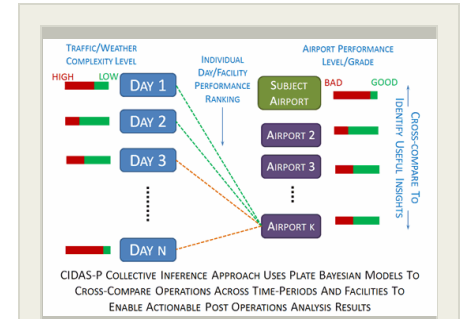 TRAFFIC/WEATHER
COMPLEXITY LEVEL
HIGH LOW
DAY 1
DAY 2
DAY 3
DAY N
INDIVIDUAL
DAY/FACILITY
PERFORMANCE
RANKING
AIRPORT PERFORMANCE
LEVEL/GRADE
BAD GOOD
SUBJECT
AIRPORT
AIRPORT 2
AIRPORT 3
AIRPORT K
CROSS-COMPARE TO
IDENTIFY USEFUL INSIGHTS
CIDAS-P COLLECTIVE INFERENCE APPROACH USES PLATE BAYESIAN MODELS TO
CROSS-COMPARE OPERATIONS ACROSS TIME-PERIODS AND FACILITIES TO
ENABLE ACTIONABLE POST OPERATIONS ANALYSIS RESULTS